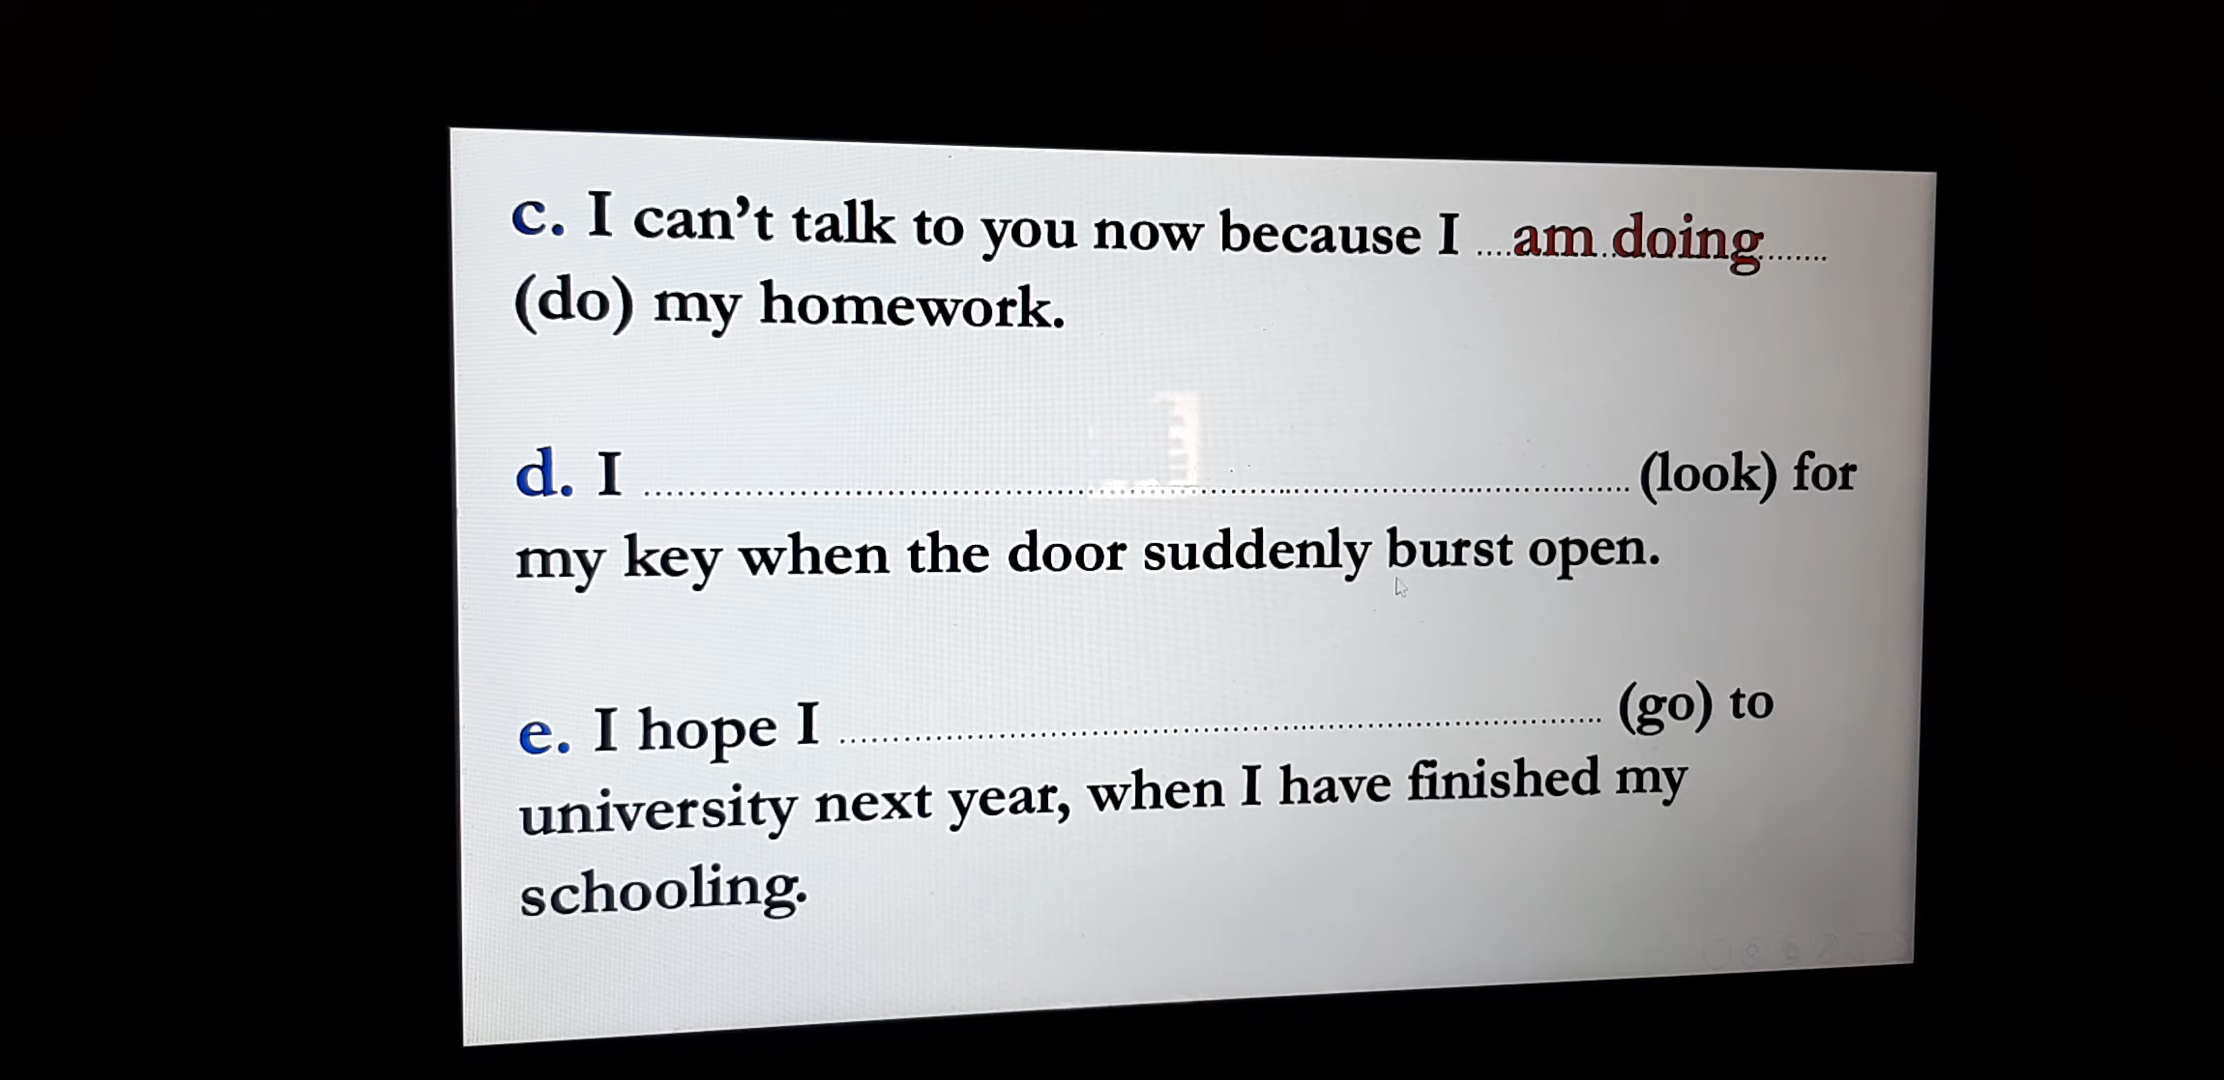 c. I can't talk to you now because I ....am..doing........
(do) my homework.
d. I .......................................................................................... (look) for
my key when the door suddenly burst open.
e. I hope I ...................................................................... (go) to
university next year, when I have finished my
schooling.